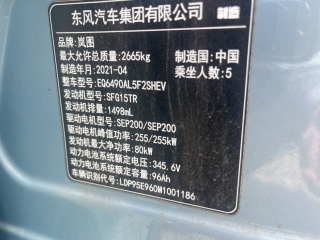 东风汽车集团有限公司 制造
品牌:岚图
最大允许总质量:2665kg 制造国:中国
制造年月:2021-04 乘坐人数:5
整车型号:EQ6490AL5F2SHEV
发动机型号:SFG15TR
发动机排量:1498mL
驱动电机型号:SEP200/SEP200
驱动电机峰值功率:255/255kW
发动机最大净功率:80kW
动力电池系统额定电压:345.6V
动力电池系统额定容量:96Ah
车辆识别代号:LDP95E960M1001186